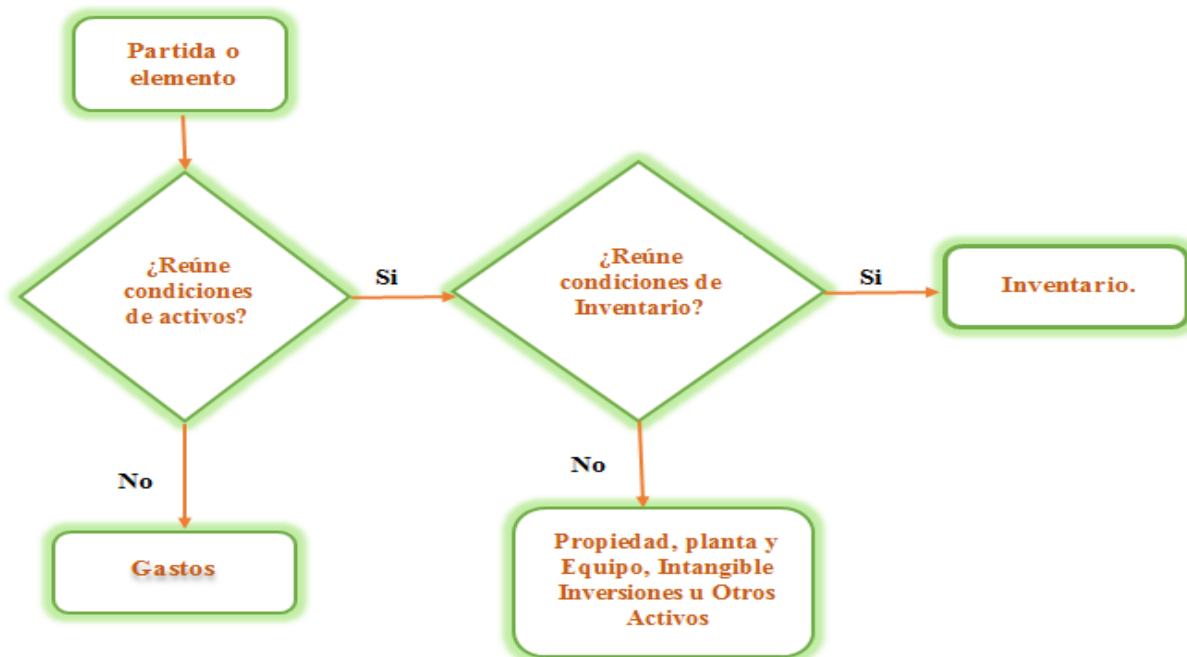 Partida o
elemento
¿Reúne
condiciones
de activos?
Si
¿Reúne
condiciones de
Inventario?
Si
Inventario.
No
Gastos
No
Propiedad, planta y
Equipo, Intangible
Inversiones u Otros
Activos